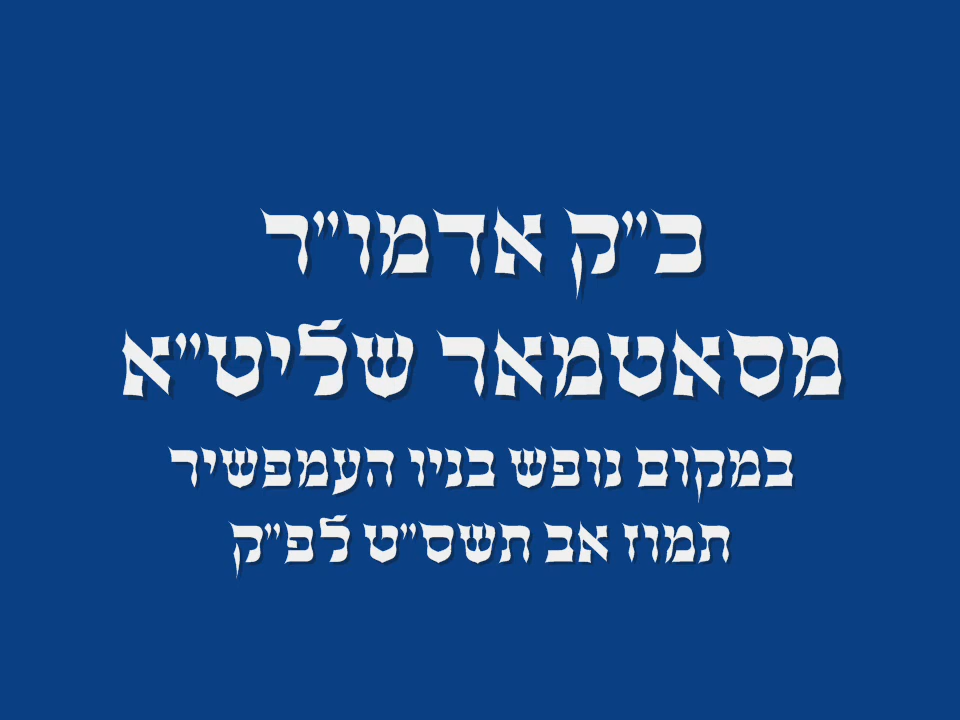 כ״ק אדמו״ר
מסאטמאר שליט״א
במקום נופש בניו העמפשיר
תמוז אב תשס״ט לפ״ק